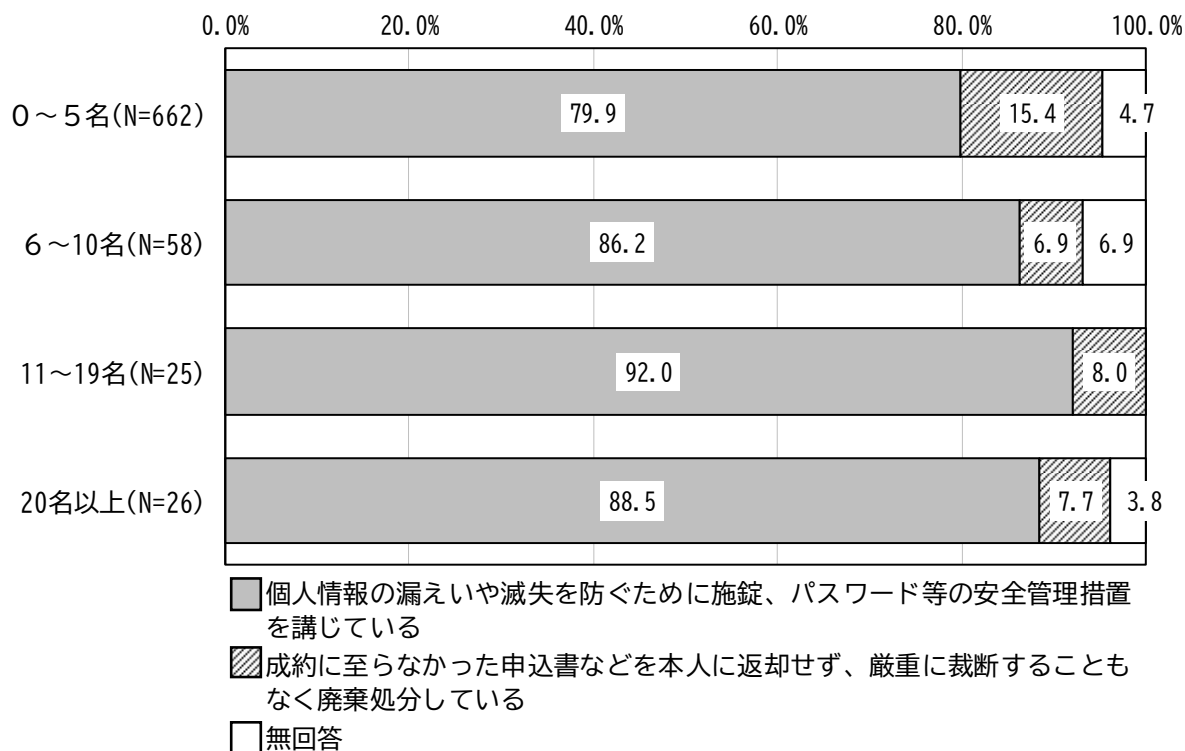 0.0% 20.0% 40.0% 60.0% 80.0% 100.0%
０～５名(N=662) 79.9 15.4 4.7
６～10名(N=58) 86.2 6.9 6.9
11～19名(N=25) 92.0 8.0
20名以上(N=26) 88.5 7.7 3.8
個人情報の漏えいや滅失を防ぐために施錠、パスワード等の安全管理措置
を講じている
成約に至らなかった申込書などを本人に返却せず、厳重に裁断することも
なく廃棄処分している
無回答